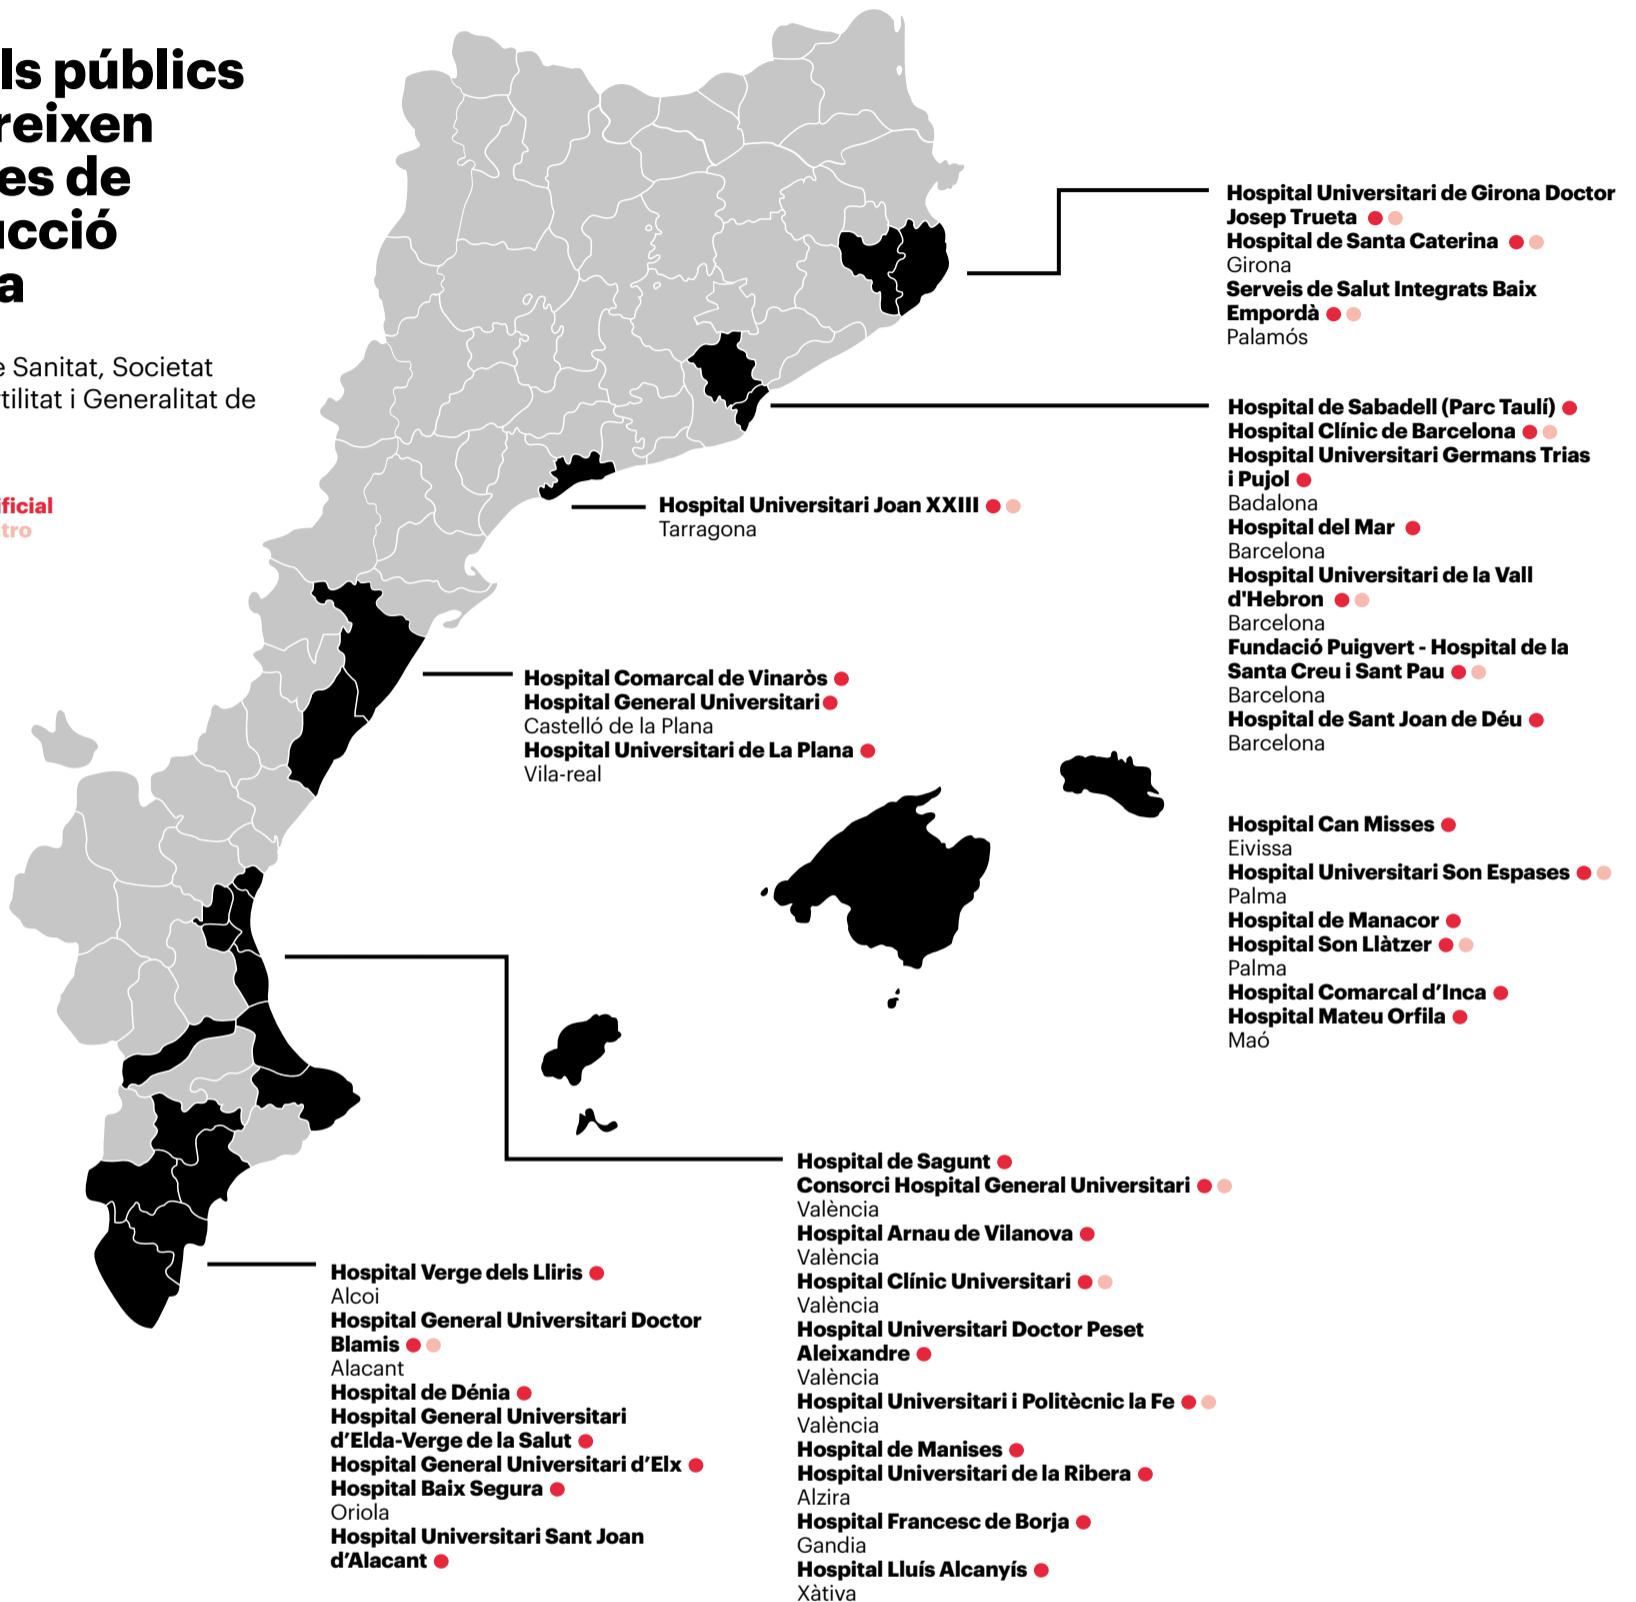 ls públics
reixen
es de
ucció
a
e Sanitat, Societat
tilitat i Generalitat de
ificial
tro
Hospital Universitari de Girona Doctor
Josep Trueta
Hospital de Santa Caterina
Girona
Serveis de Salut Integrats Baix
Empordà
Palamós
Hospital de Sabadell (Parc Taulí)
Hospital Clínic de Barcelona
Hospital Universitari Germans Trias
i Pujol
Badalona
Hospital del Mar
Barcelona
Hospital Universitari de la Vall
d'Hebron
Barcelona
Fundació Puigvert - Hospital de la
Santa Creu i Sant Pau
Barcelona
Hospital de Sant Joan de Déu
Barcelona
Hospital Universitari Joan XXIII
Tarragona
Hospital Comarcal de Vinaròs
Hospital General Universitari
Castelló de la Plana
Hospital Universitari de La Plana
Vila-real
Hospital Can Misses
Eivissa
Hospital Universitari Son Espases
Palma
Hospital de Manacor
Hospital Son Llàtzer
Palma
Hospital Comarcal d’Inca
Hospital Mateu Orfila
Maó
Hospital de Sagunt
Consorci Hospital General Universitari
València
Hospital Arnau de Vilanova
València
Hospital Clínic Universitari
València
Hospital Universitari Doctor Peset
Aleixandre
València
Hospital Universitari i Politècnic la Fe
València
Hospital de Manises
Hospital Universitari de la Ribera
Alzira
Hospital Francesc de Borja
Gandia
Hospital Lluís Alcanyís
Xàtiva
Hospital Verge dels Lliris
Alcoi
Hospital General Universitari Doctor
Blamis
Alacant
Hospital de Dénia
Hospital General Universitari
d’Elda-Verge de la Salut
Hospital General Universitari d’Elx
Hospital Baix Segura
Oriola
Hospital Universitari Sant Joan
d’Alacant